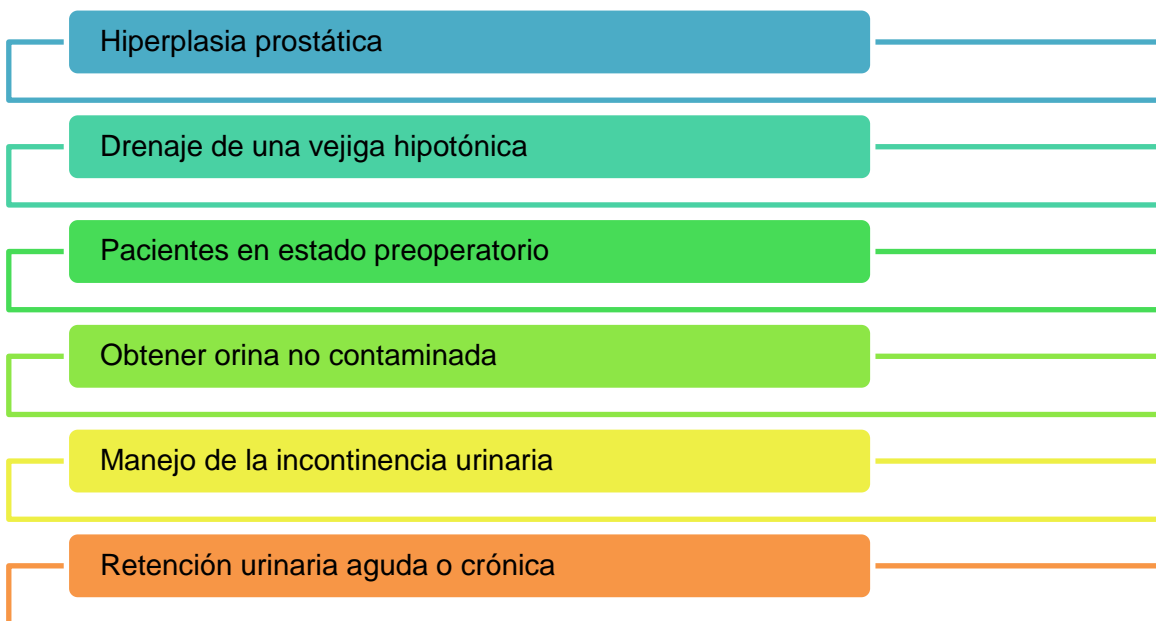 Hiperplasia prostática
Drenaje de una vejiga hipotónica
Pacientes en estado preoperatorio
Obtener orina no contaminada
Manejo de la incontinencia urinaria
Retención urinaria aguda o crónica